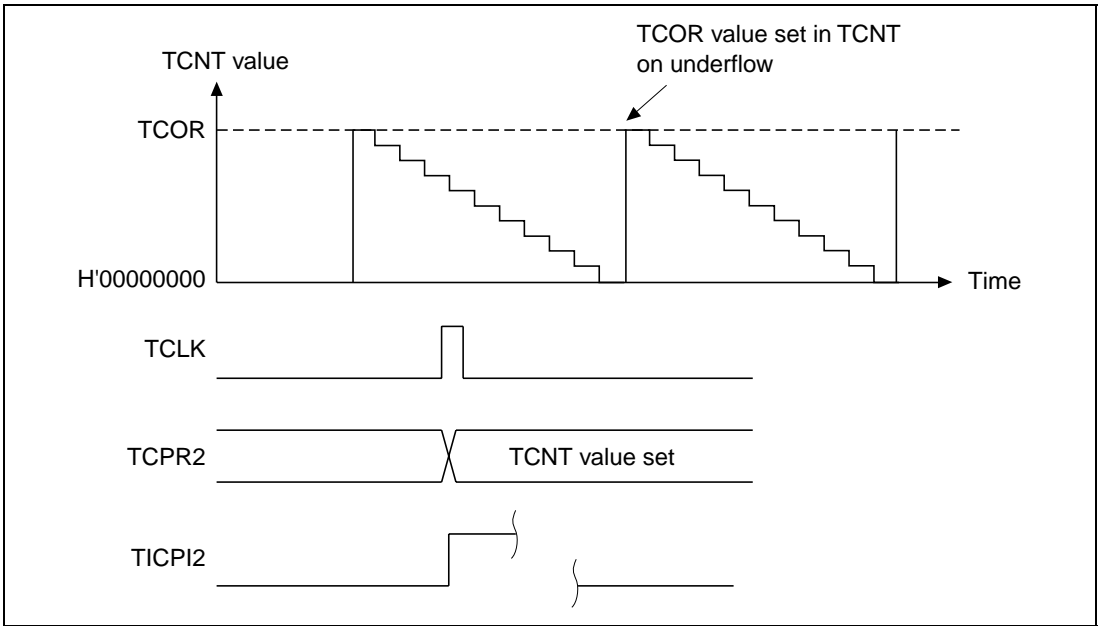 TCOR value set in TCNT
on underflow
TCNT value
TCOR
H'00000000
Time
TCLK
TCPR2
TCNT value set
TICPI2